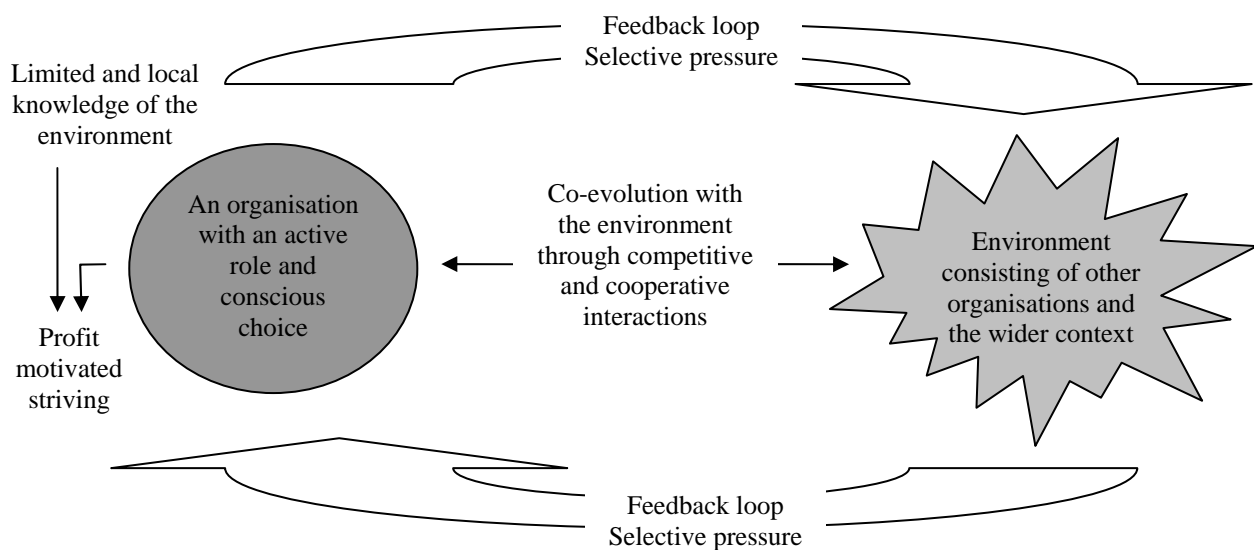 Feedback loop
Selective pressure
Limited and local
knowledge of the
environment
An organisation
with an active
role and
conscious
choice
Co-evolution with
the environment
through competitive
and cooperative
interactions
Environment
consisting of other
organisations and
the wider context
Profit
motivated
striving
Feedback loop
Selective pressure